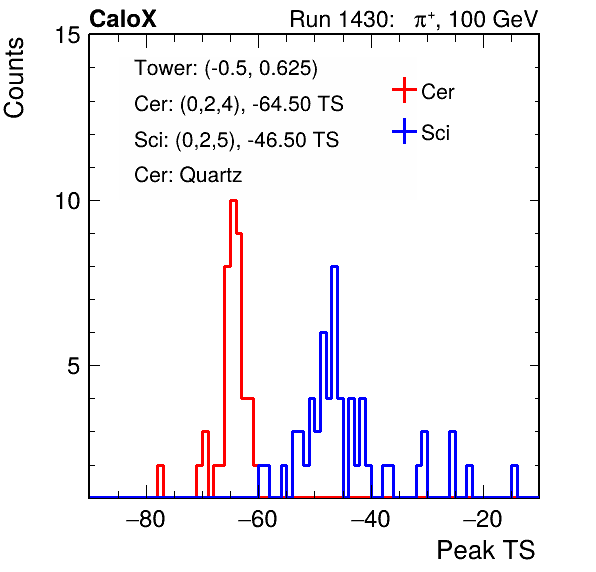 CaloX Run 1430: π⁺, 100 GeV
15
Counts
Tower: (-0.5, 0.625)
Cer: (0,2,4), -64.50 TS
Sci: (0,2,5), -46.50 TS
Cer: Quartz
Cer
Sci
10
5
−80 −60 −40 −20
Peak TS